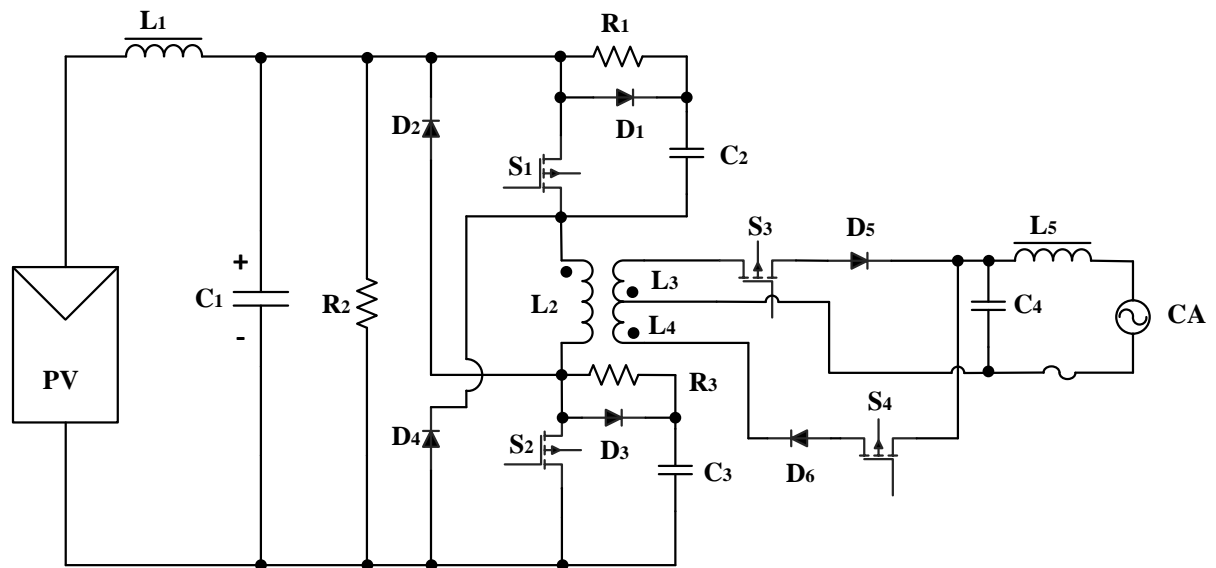 L1
R1
D2
D1
S1
C2
S3
D5
L5
+
C1
-
R2
L2
L3
L4
C4
CA
PV
R3
D4
S2
D3
C3
S4
D6